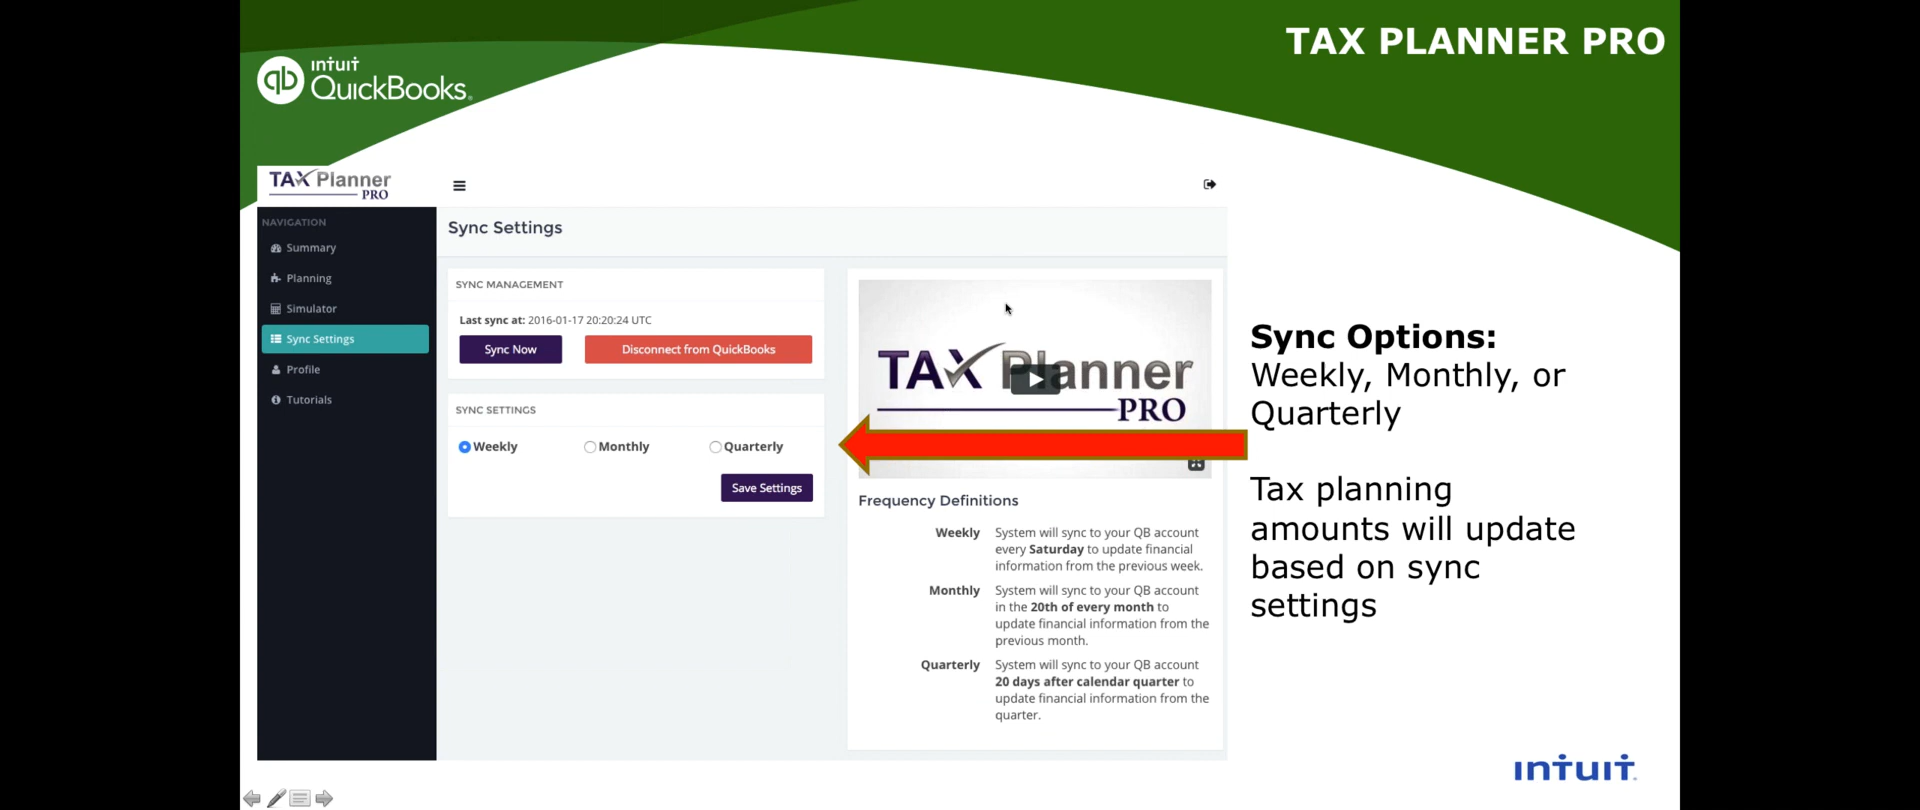 TAX PLANNER PRO
intuit
qb QuickBooks.
TAX Planner
PRO
NAVIGATION
Summary
Planning
Simulator
Sync Settings
Profile
Tutorials
Sync Settings
SYNC MANAGEMENT
Last sync at: 2016-01-17 20:20:24 UTC
Sync Now
Disconnect from QuickBooks
SYNC SETTINGS
Weekly
Monthly
Quarterly
Save Settings
TAX Planner
PRO
Frequency Definitions
Weekly System will sync to your QB account
every Saturday to update financial
information from the previous week.
Monthly System will sync to your QB account
in the 20th of every month to
update financial information from the
previous month.
Quarterly System will sync to your QB account
20 days after calendar quarter to
update financial information from the
quarter.
Sync Options:
Weekly, Monthly, or
Quarterly
Tax planning
amounts will update
based on sync
settings
intuit.